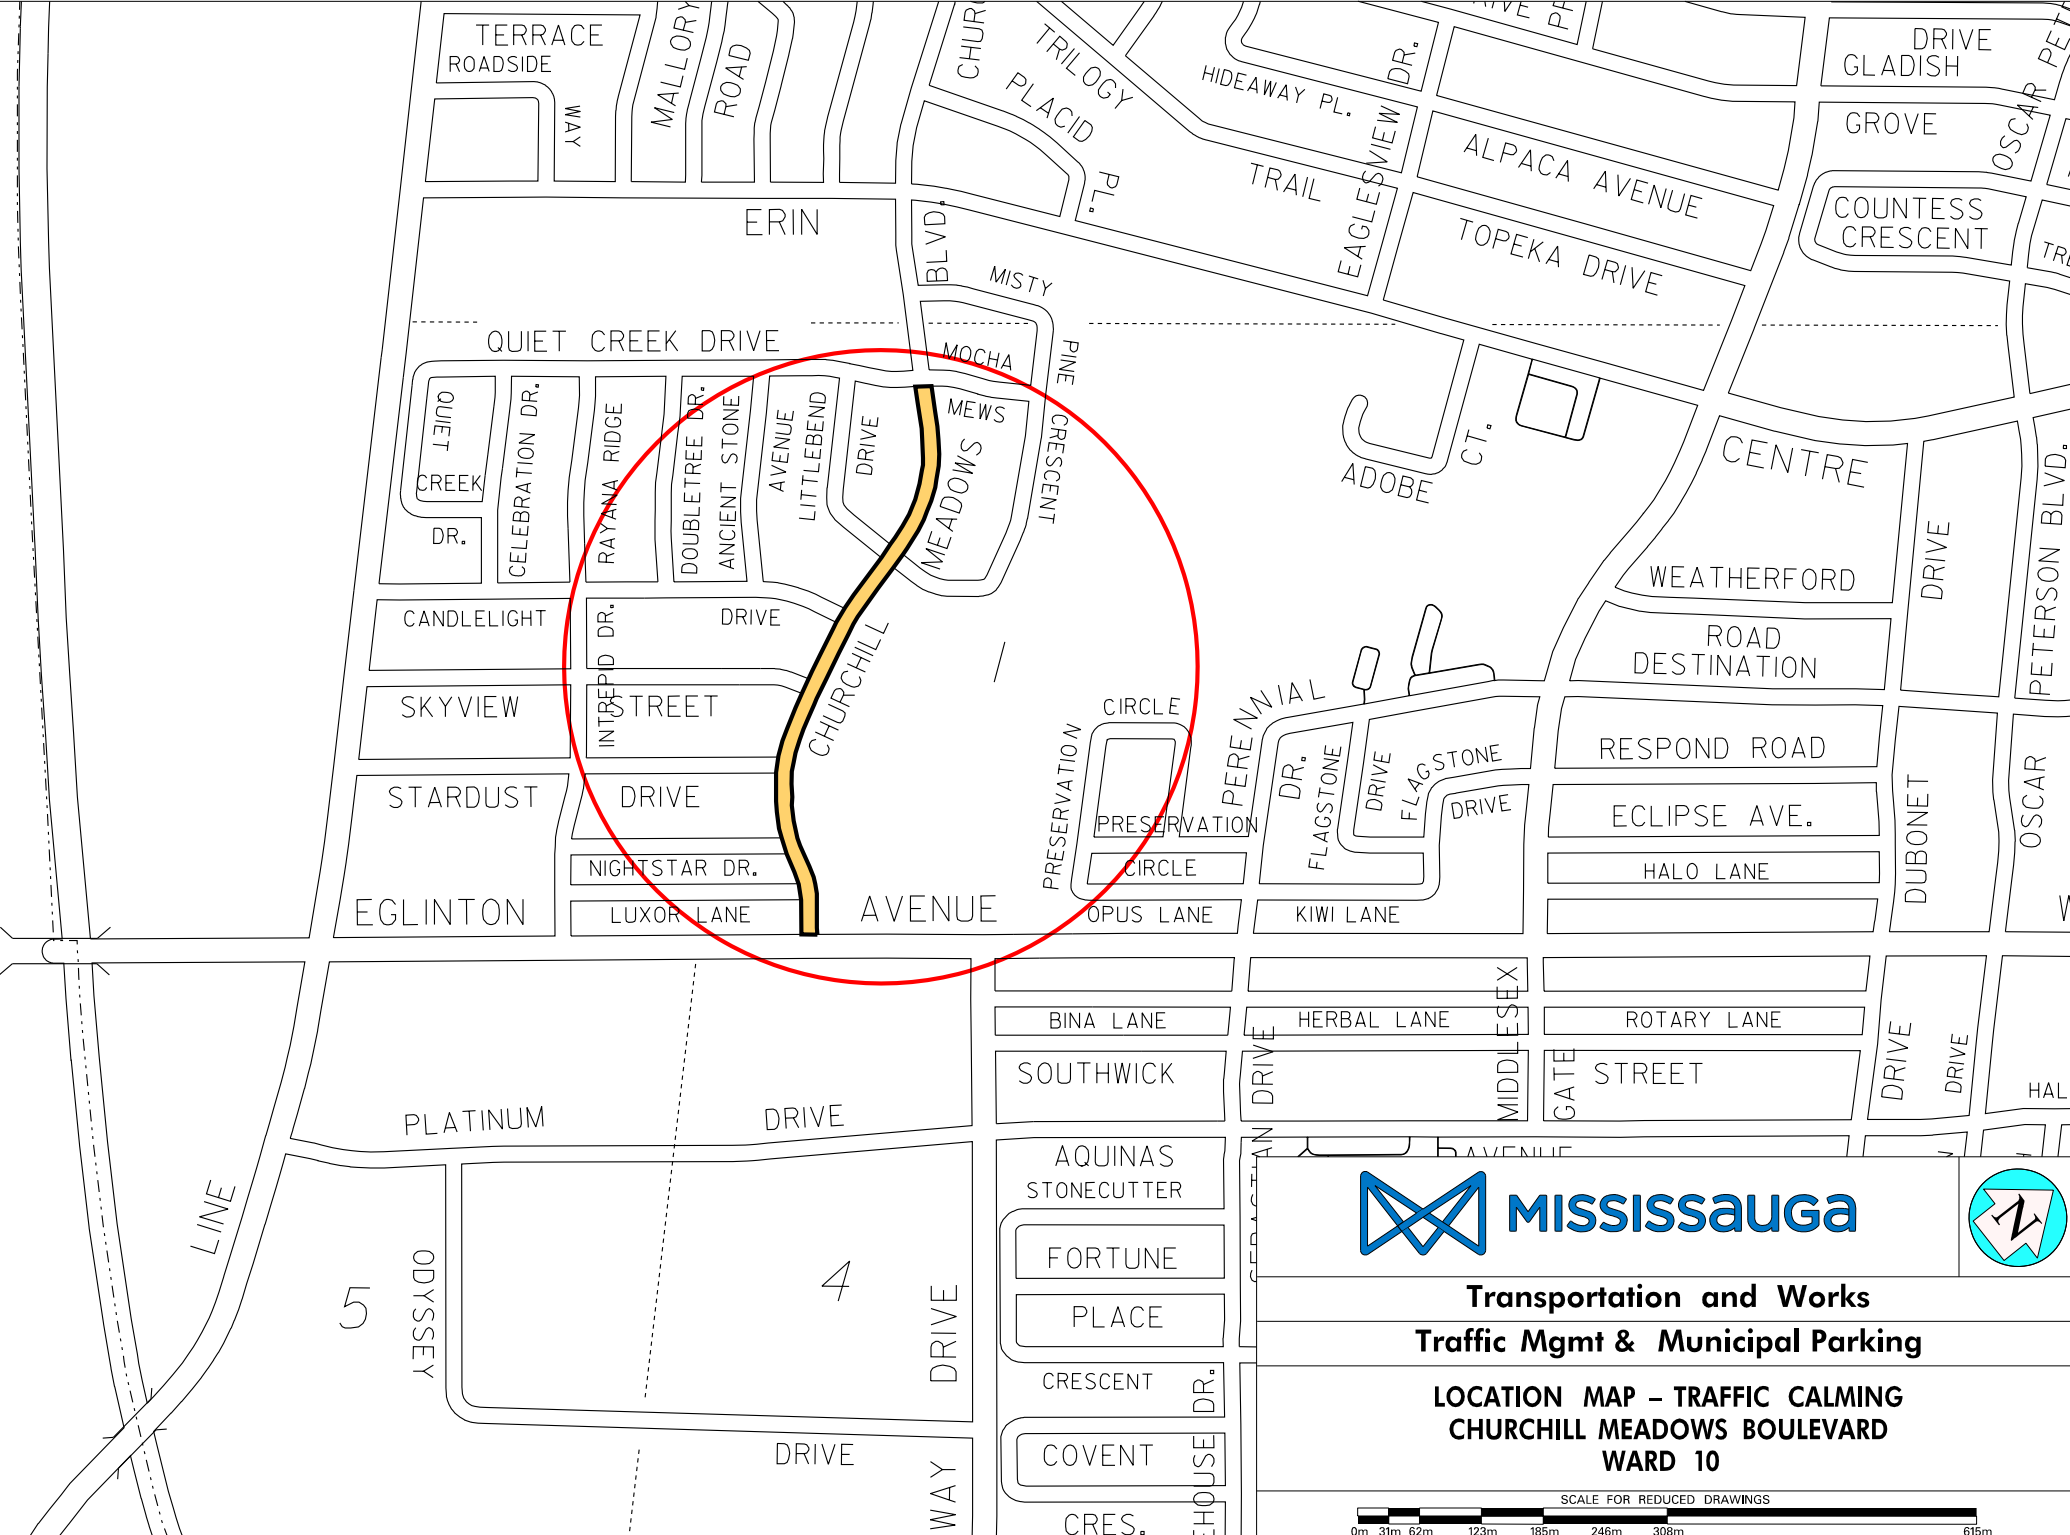 TERRACE
ROADSIDE
WAY
MALLORY
ROAD
TRILOGY
PLACID
PL.
HIDEAWAY PL.
EAGLESVIEW DR.
TRAIL
ALPACA AVENUE
TOPEKA DRIVE
DRIVE
GLADISH
GROVE
OSCAR
COUNTESS
CRESCENT
ERIN
BLVD.
MISTY
PINE CRESCENT
QUIET CREEK DRIVE
MOCHA
MEWS
QUIET
CREEK
DR.
CELEBRATION DR.
RAYANA RIDGE
DOUBLETREE DR.
ANCIENT STONE
AVENUE
LITTLEBEND
DRIVE
MEADOWS
CHURCHILL
ADOBE
CT.
CENTRE
DRIVE
PETERSON BLVD.
WEATHERFORD
ROAD
DESTINATION
CANDLELIGHT
DRIVE
INTREPID DR.
SKYVIEW
STREET
STARDUST
DRIVE
NIGHTSTAR DR.
LUXOR LANE
EGLINTON
AVENUE
CIRCLE
PRESERVATION
PRESERVATION
CIRCLE
OPUS LANE
PERENNIAL
DR.
FLAGSTONE
DRIVE
FLAGSTONE
DRIVE
KIWI LANE
RESPOND ROAD
ECLIPSE AVE.
HALO LANE
DUBONET
OSCAR
BINA LANE
HERBAL LANE
ROTARY LANE
SOUTHWICK
STREET
DRIVE
MIDDLESEX
GATE
DRIVE
DRIVE
PLATINUM
DRIVE
AQUINAS
AVENUE
STONECUTTER
FORTUNE
PLACE
CRESCENT
DR.
COVENT
CRES.
LINE
5
ODYSSEY
4
DRIVE
DRIVE
WAY
MISSISSauGa
N
Transportation and Works
Traffic Mgmt & Municipal Parking
LOCATION MAP – TRAFFIC CALMING
CHURCHILL MEADOWS BOULEVARD
WARD 10
SCALE FOR REDUCED DRAWINGS
0m 31m 62m 123m 185m 246m 308m 615m